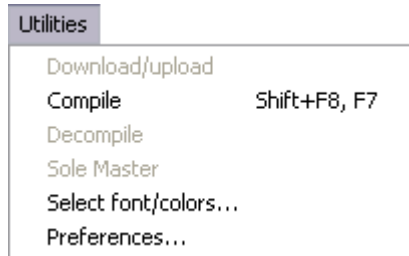 Utilities
Download/upload
Compile Shift+F8, F7
Decompile
Sole Master
Select font/colors...
Preferences...